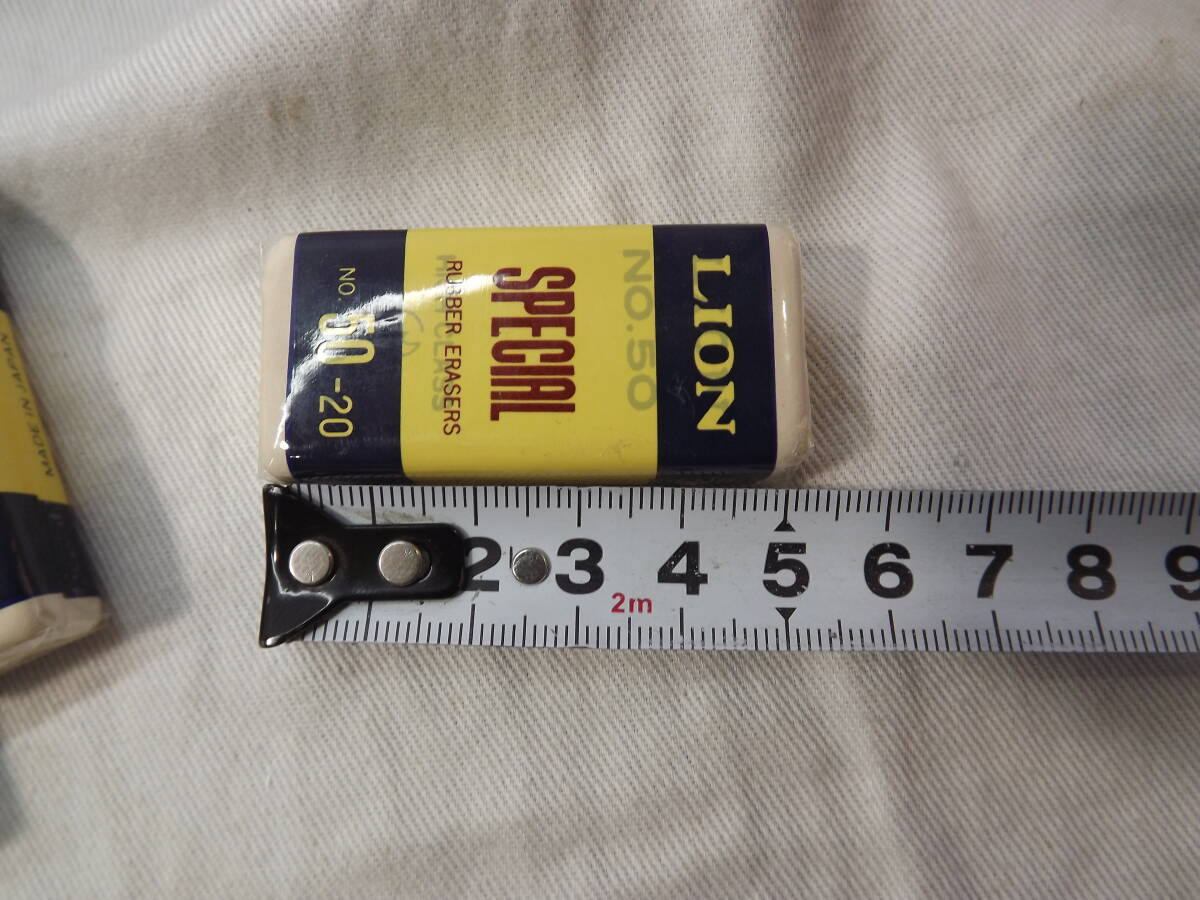 LION
NO.50
SPECIAL
RUBBER ERASERS
NO. 50-20
MADE IN JAPAN
2 3 4 5 6 7 8 9
2m